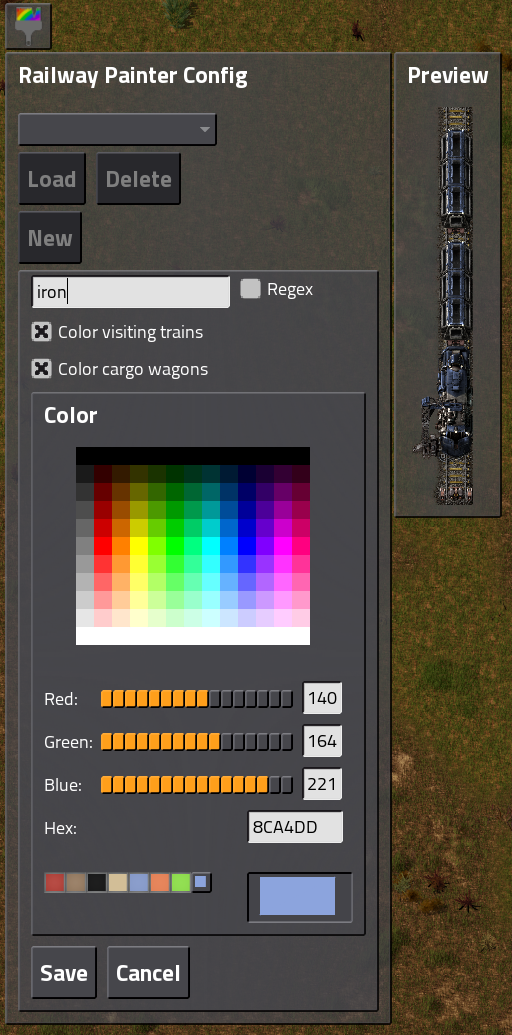 Railway Painter Config
Preview
Load Delete
New
iron Regex
Color visiting trains
Color cargo wagons
Color
Red: 140
Green: 164
Blue: 221
Hex: 8CA4DD
Save Cancel